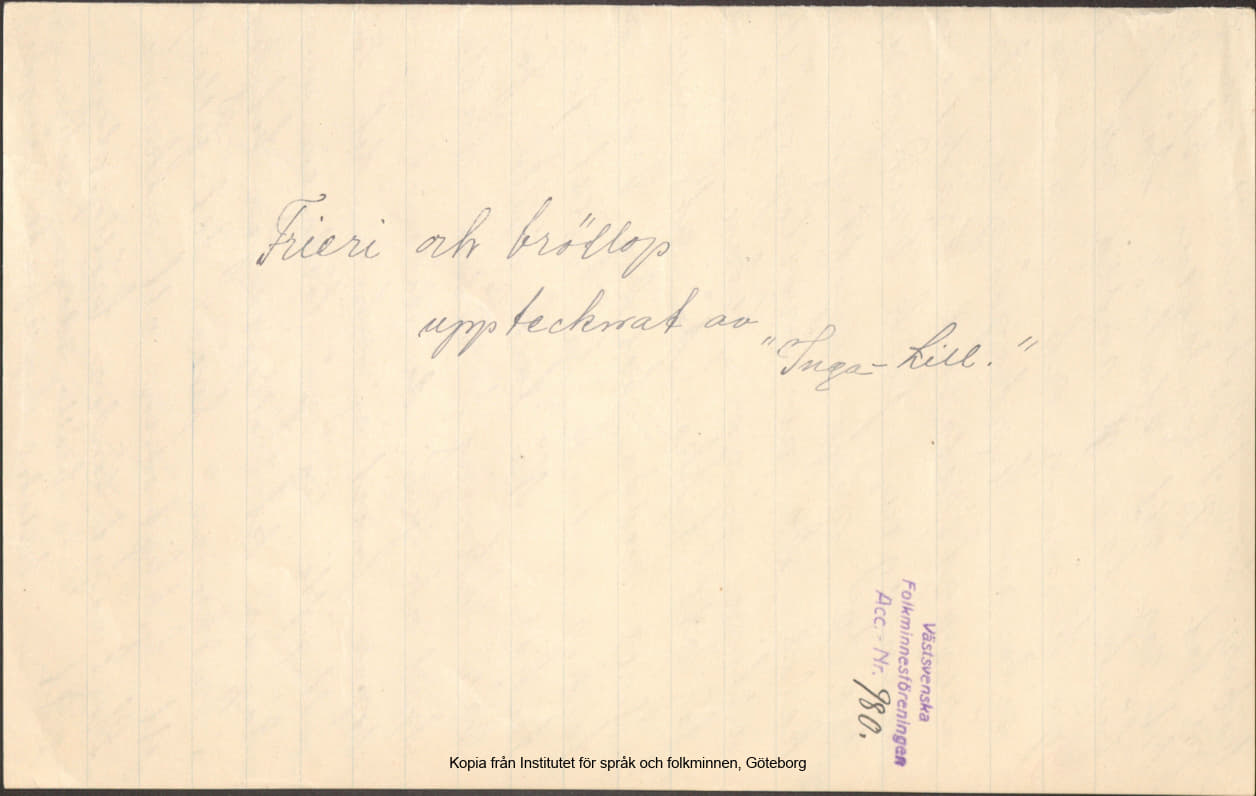 Frieri och bröllop
upptecknat av
"Inga-Lill."
Västsvenska
Folkminnesföreningen
Acc.-Nr. 980.
Kopia från Institutet för språk och folkminnen, Göteborg